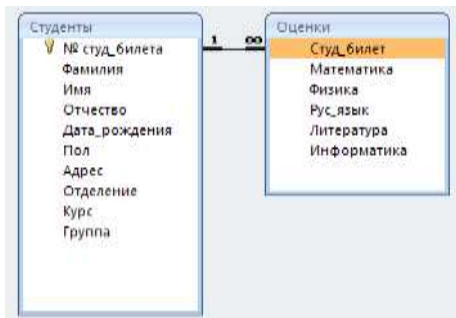 Студенты
№ студ_билета
Фамилия
Имя
Отчество
Дата_рождения
Пол
Адрес
Отделение
Курс
Группа
1 ∞
Оценки
Студ_билет
Математика
Физика
Рус_язык
Литература
Информатика